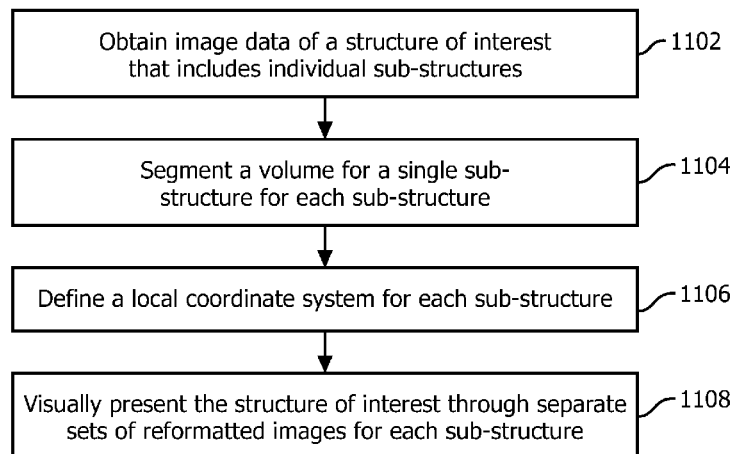 Obtain image data of a structure of interest
that includes individual sub-structures
1102
Segment a volume for a single sub-
structure for each sub-structure
1104
Define a local coordinate system for each sub-structure
1106
Visually present the structure of interest through separate
sets of reformatted images for each sub-structure
1108